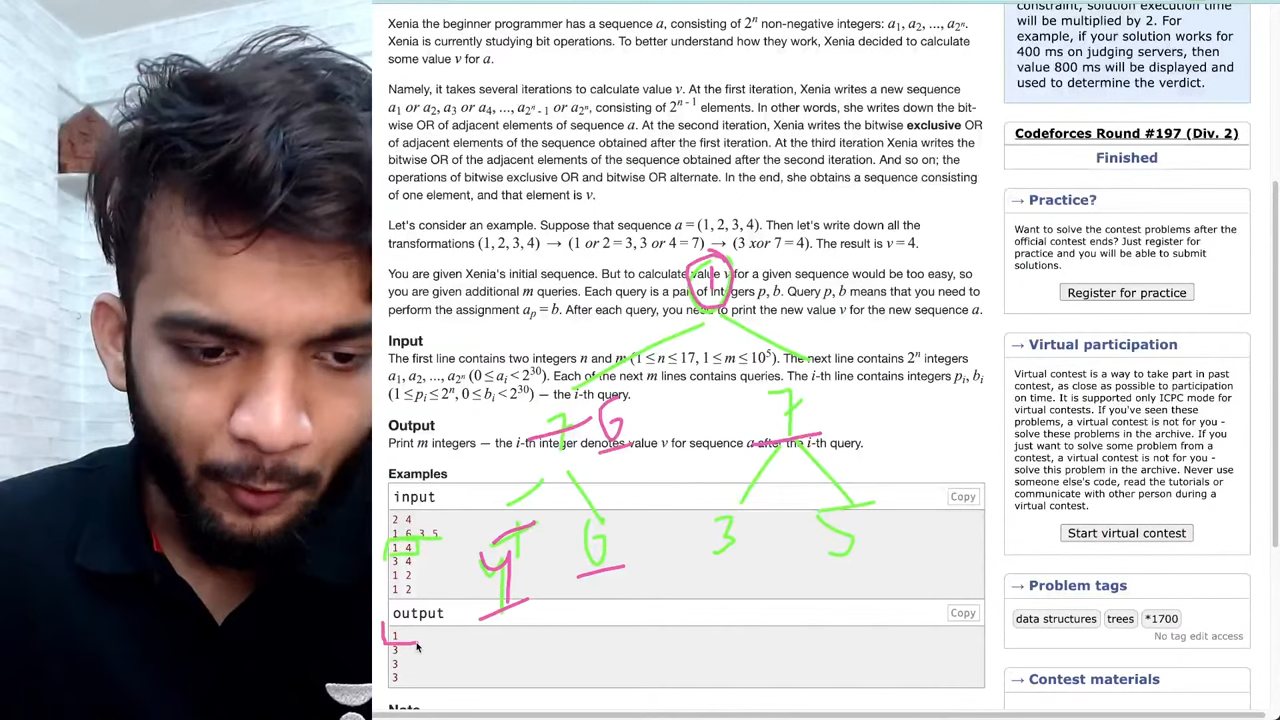 Xenia the beginner programmer has a sequence a, consisting of 2ⁿ non-negative integers: a₁, a₂, ..., a₂ⁿ.
Xenia is currently studying bit operations. To better understand how they work, Xenia decided to calculate
some value v for a.
Namely, it takes several iterations to calculate value v. At the first iteration, Xenia writes a new sequence
a₁ or a₂, a₃ or a₄, ..., a₂ⁿ₋₁ or a₂ⁿ, consisting of 2ⁿ⁻¹ elements. In other words, she writes down the bit-
wise OR of adjacent elements of sequence a. At the second iteration, Xenia writes the bitwise exclusive OR
of adjacent elements of the sequence obtained after the first iteration. At the third iteration Xenia writes the
bitwise OR of the adjacent elements of the sequence obtained after the second iteration. And so on; the
operations of bitwise exclusive OR and bitwise OR alternate. In the end, she obtains a sequence consisting
of one element, and that element is v.
Let's consider an example. Suppose that sequence a = (1, 2, 3, 4). Then let's write down all the
transformations (1, 2, 3, 4) → (1 or 2 = 3, 3 or 4 = 7) → (3 xor 7 = 4). The result is v = 4.
You are given Xenia's initial sequence. But to calculate value v for a given sequence would be too easy, so
you are given additional m queries. Each query is a pair of integers p, b. Query p, b means that you need to
perform the assignment aₚ = b. After each query, you need to print the new value v for the new sequence a.
1
Input
The first line contains two integers n and m (1 ≤ n ≤ 17, 1 ≤ m ≤ 10⁵). The next line contains 2ⁿ integers
a₁, a₂, ..., a₂ⁿ (0 ≤ aᵢ < 2³⁰). Each of the next m lines contains queries. The i-th line contains integers pᵢ, bᵢ
(1 ≤ pᵢ ≤ 2ⁿ, 0 ≤ bᵢ < 2³⁰) — the i-th query.
7 6 7
Output
Print m integers — the i-th integer denotes value v for sequence a after the i-th query.
Examples
input
Copy
2 4
1 6 3 5
1 4
3 4
1 2
1 2
4 6 3 5
output
Copy
1
3
3
3
constraint, solution execution time
will be multiplied by 2. For
example, if your solution works for
400 ms on judging servers, then
value 800 ms will be displayed and
used to determine the verdict.
Codeforces Round #197 (Div. 2)
Finished
→ Practice?
Want to solve the contest problems after the
official contest ends? Just register for
practice and you will be able to submit
solutions.
Register for practice
→ Virtual participation
Virtual contest is a way to take part in past
contest, as close as possible to participation
on time. It is supported only ICPC mode for
virtual contests. If you've seen these
problems, a virtual contest is not for you -
solve these problems in the archive. If you
just want to solve some problem from a
contest, a virtual contest is not for you -
solve this problem in the archive. Never use
someone else's code, read the tutorials or
communicate with other person during a
virtual contest.
Start virtual contest
→ Problem tags
data structures trees *1700
No tag edit access
→ Contest materials